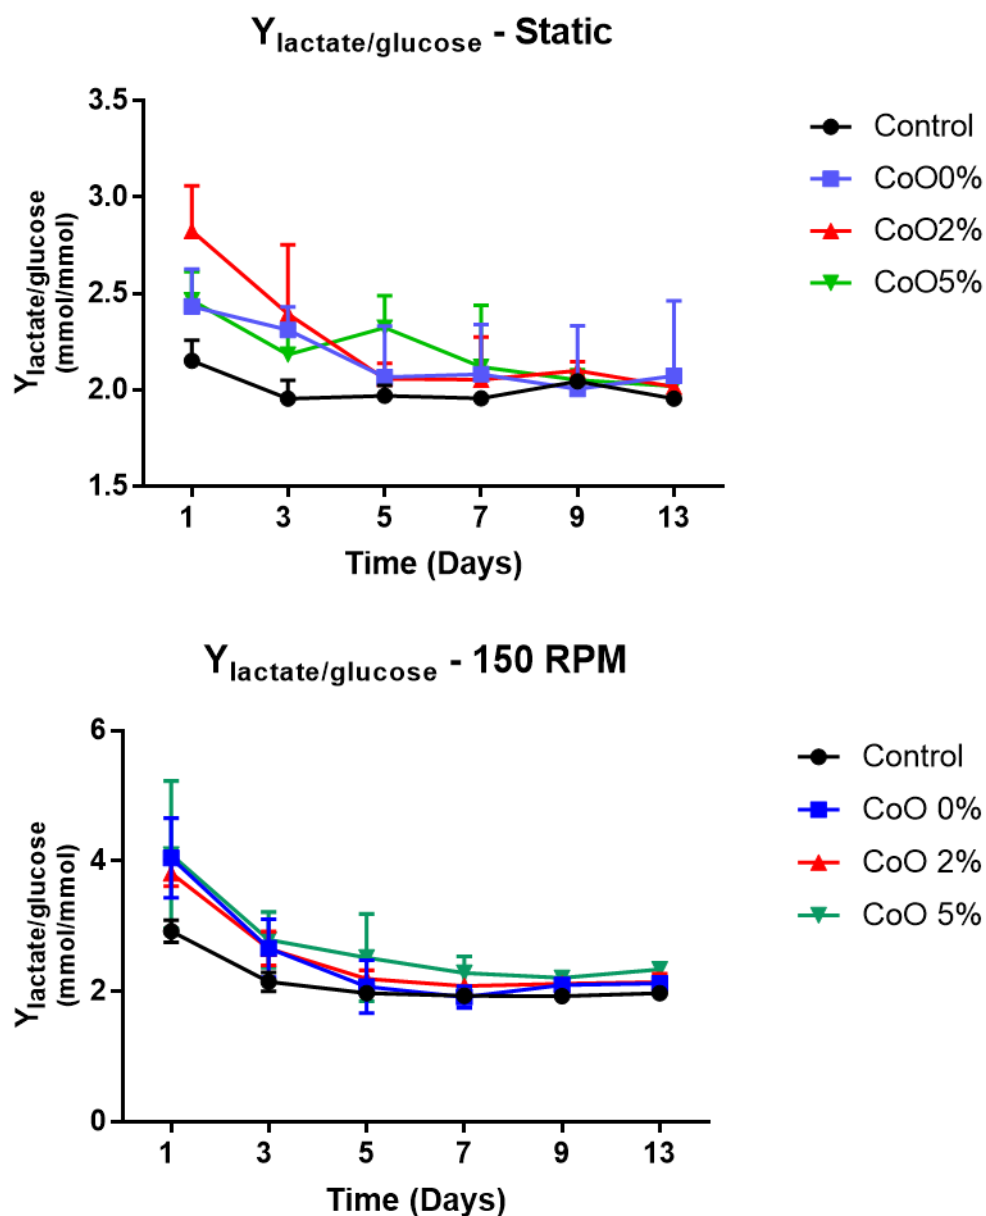 Ylactate/glucose - Static
Ylactate/glucose
(mmol/mmol)
3.5
3.0
2.5
2.0
1.5
1 3 5 7 9 13
Time (Days)
Control
CoO0%
CoO2%
CoO5%
Ylactate/glucose - 150 RPM
Ylactate/glucose
(mmol/mmol)
6
4
2
0
1 3 5 7 9 13
Time (Days)
Control
CoO 0%
CoO 2%
CoO 5%